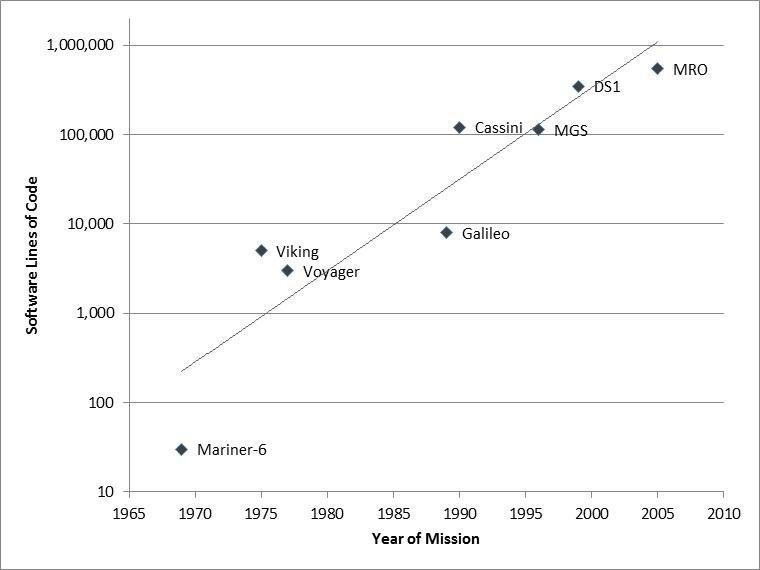 1,000,000
100,000
10,000
1,000
100
10
Software Lines of Code
MRO
DS1
Cassini
MGS
Galileo
Viking
Voyager
Mariner-6
1965 1970 1975 1980 1985 1990 1995 2000 2005 2010
Year of Mission